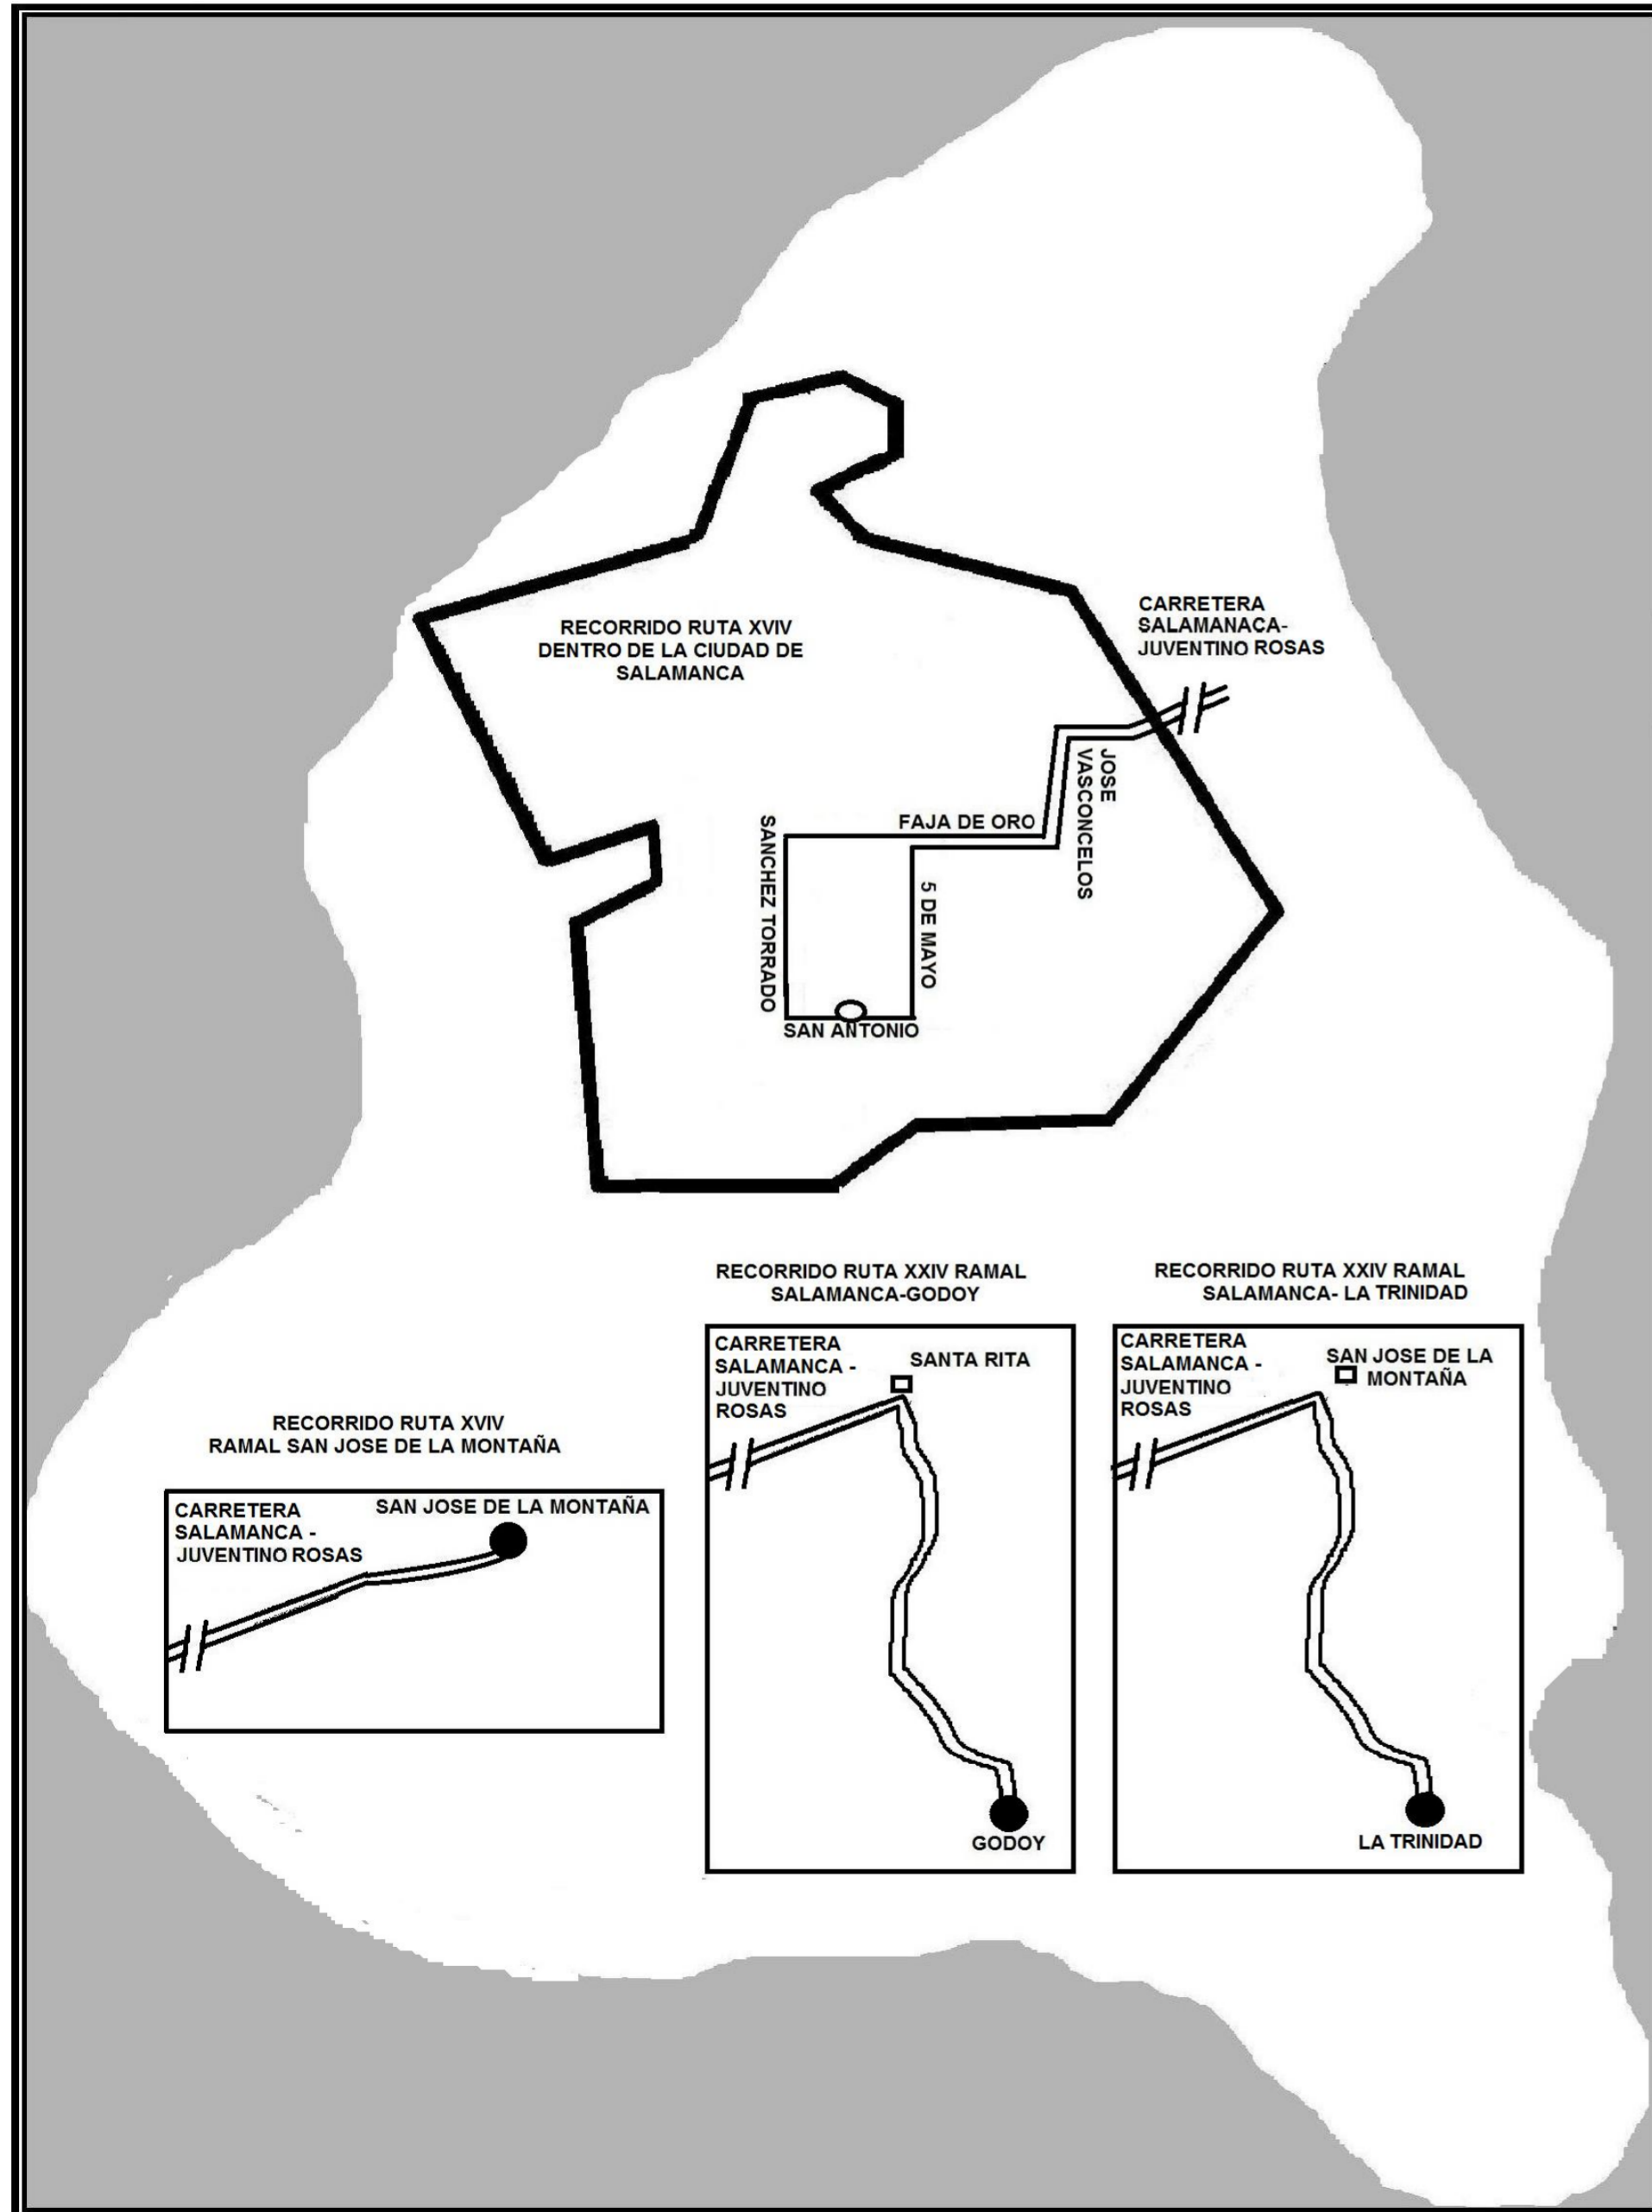 CARRETERA
SALAMANACA-
JUVENTINO ROSAS
RECORRIDO RUTA XVIV
DENTRO DE LA CIUDAD DE
SALAMANCA
JOSE
VASCONCELOS
FAJA DE ORO
SANCHEZ TORRADO
5 DE MAYO
SAN ANTONIO
RECORRIDO RUTA XXIV RAMAL
SALAMANCA-GODOY
CARRETERA
SALAMANCA -
JUVENTINO
ROSAS
SANTA RITA
GODOY
RECORRIDO RUTA XXIV RAMAL
SALAMANCA- LA TRINIDAD
CARRETERA
SALAMANCA -
JUVENTINO
ROSAS
SAN JOSE DE LA
MONTAÑA
LA TRINIDAD
RECORRIDO RUTA XVIV
RAMAL SAN JOSE DE LA MONTAÑA
CARRETERA
SALAMANCA -
JUVENTINO ROSAS
SAN JOSE DE LA MONTAÑA